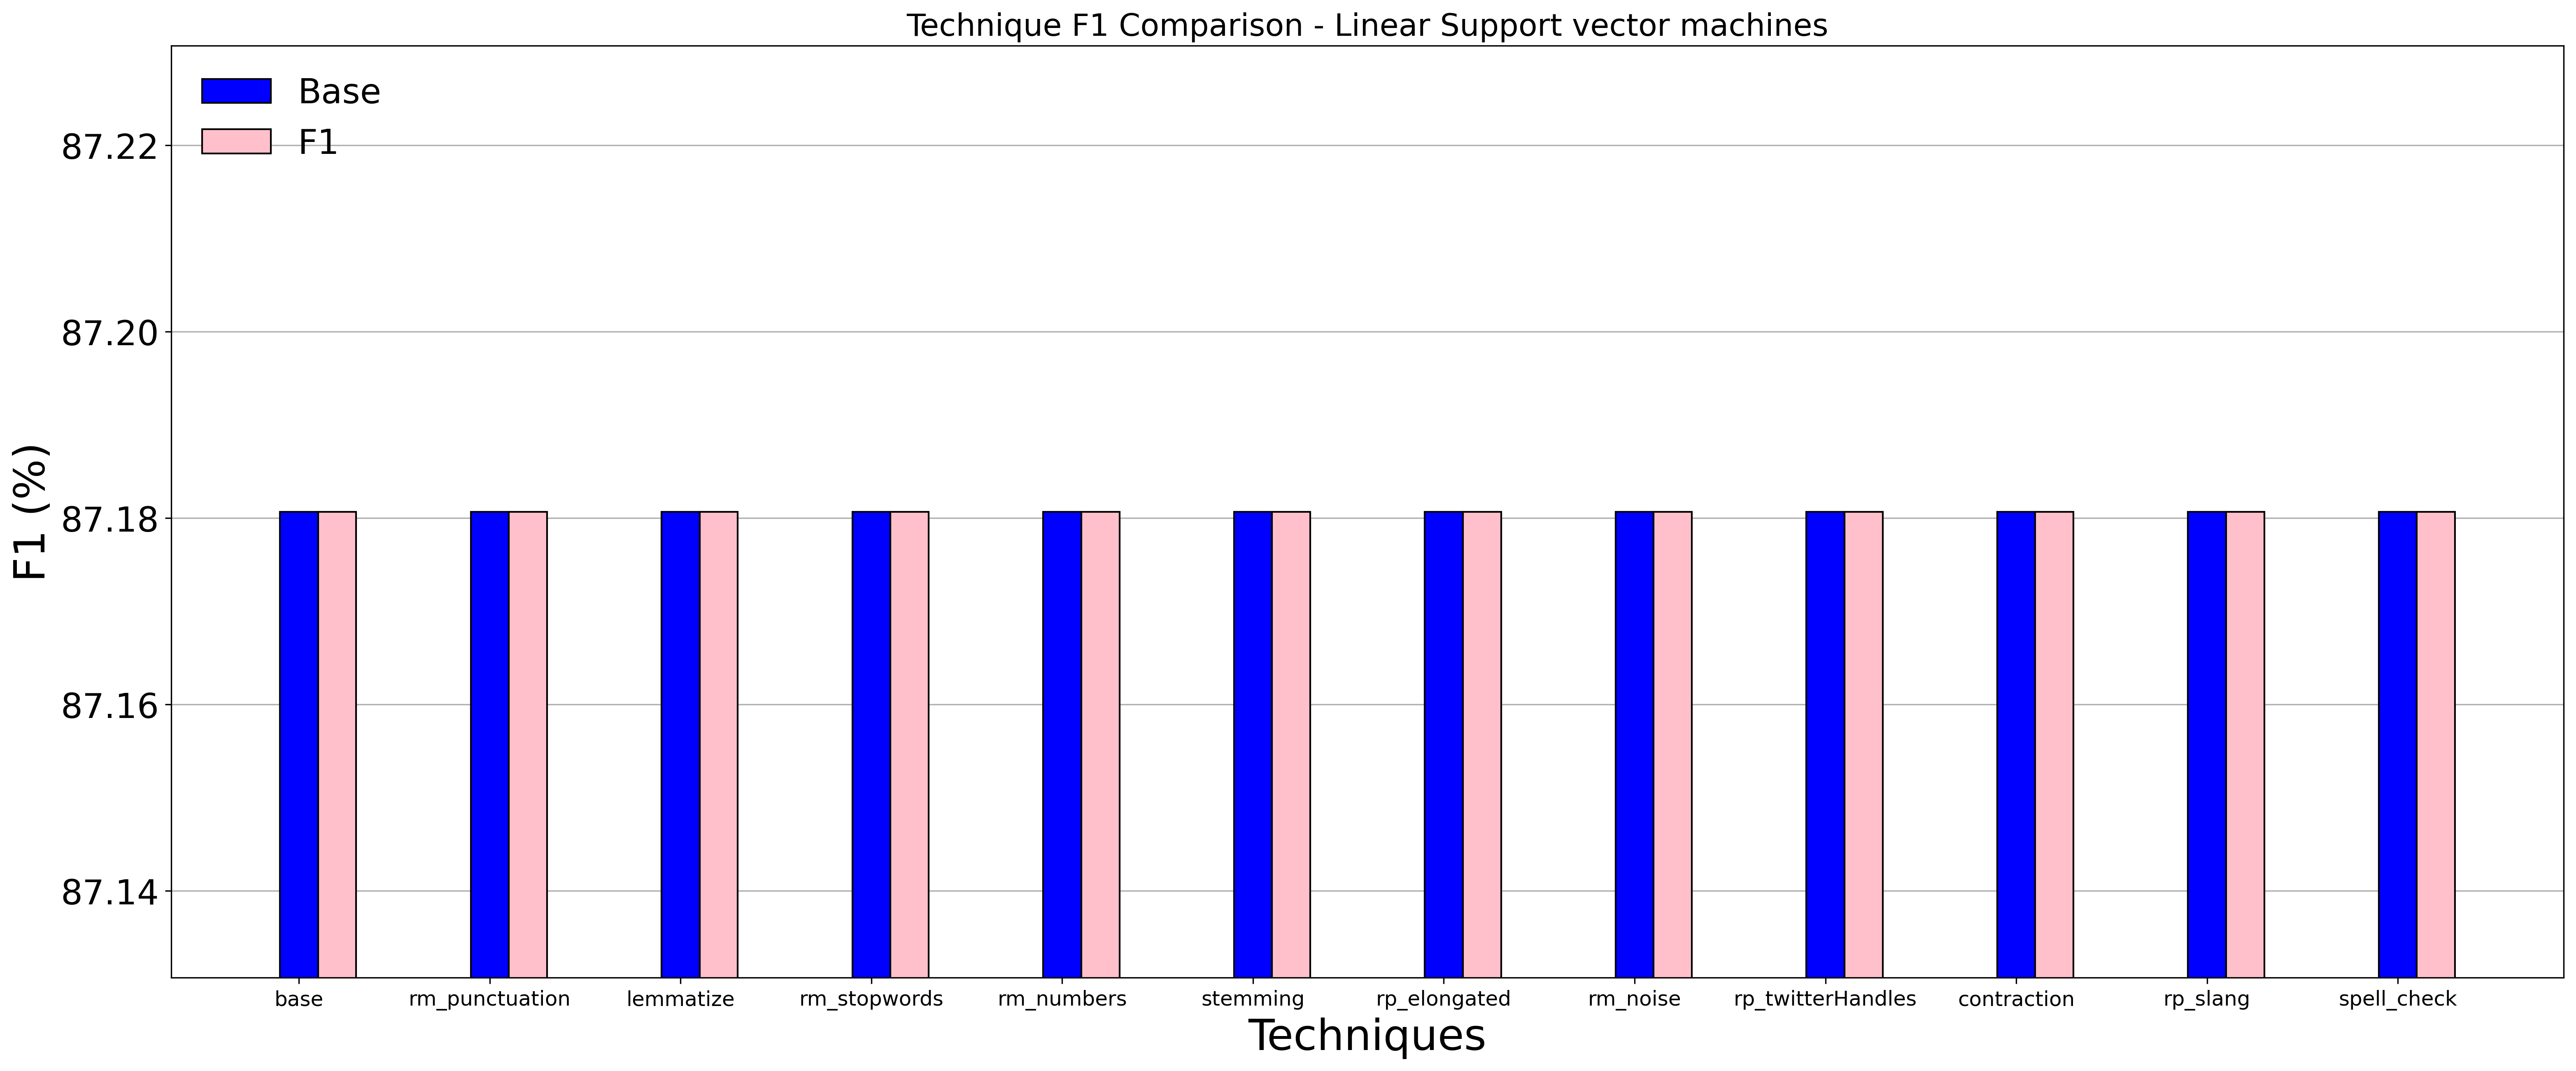 Technique F1 Comparison - Linear Support vector machines
Base
F1
87.22
87.20
87.18
87.16
87.14
F1 (%)
base rm_punctuation lemmatize rm_stopwords rm_numbers stemming rp_elongated rm_noise rp_twitterHandles contraction rp_slang spell_check
Techniques